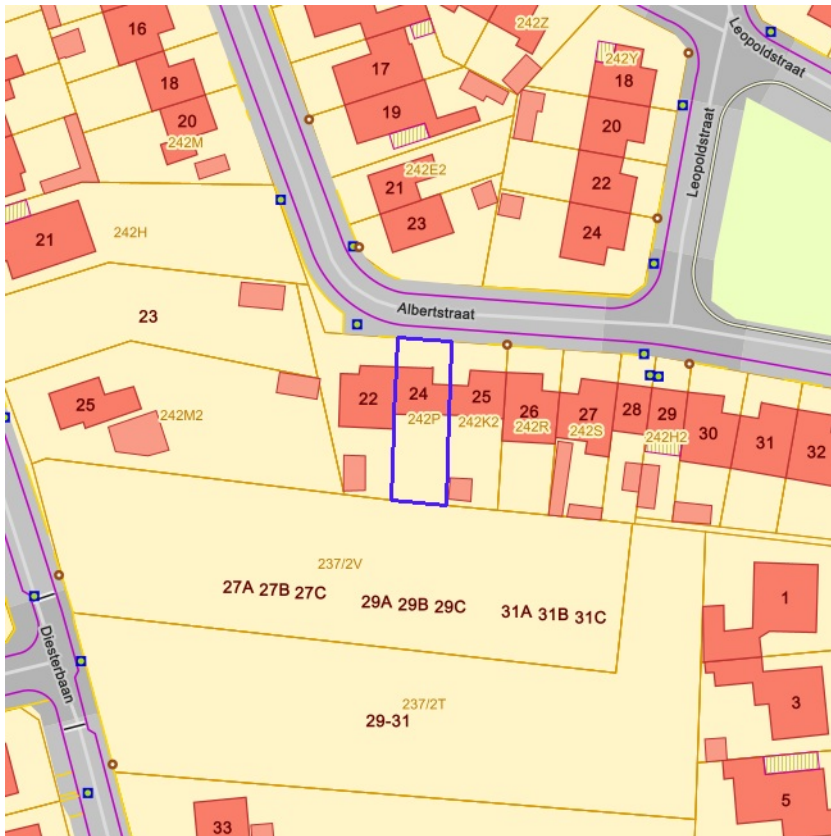 16
242Z
Leopoldstraat
17
242Y
18
18
19
20
20
242M
242E2
21
22
Leopoldstraat
23
24
21
242H
23
Albertstraat
25
242M2
22
24
25
26
27
28
29
30
31
32
242P
242K2
242R
242S
242H2
237/2V
27A 27B 27C
29A 29B 29C
31A 31B 31C
1
Diesterbaan
3
237/2T
29-31
5
33